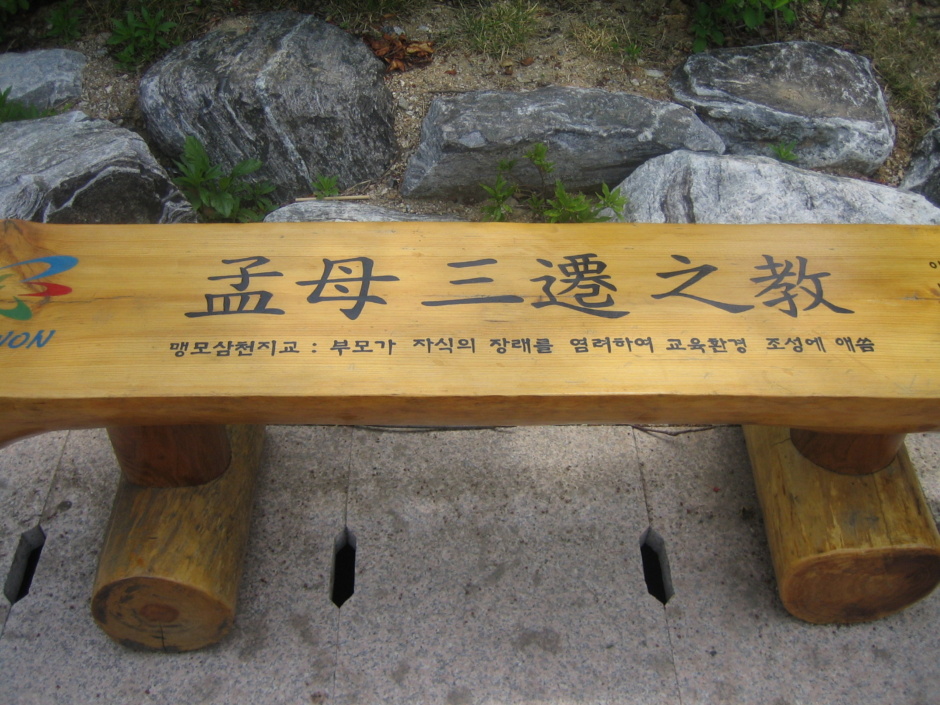 孟母三遷之教
맹모삼천지교 : 부모가 자식의 장래를 염려하여 교육환경 조성에 애씀